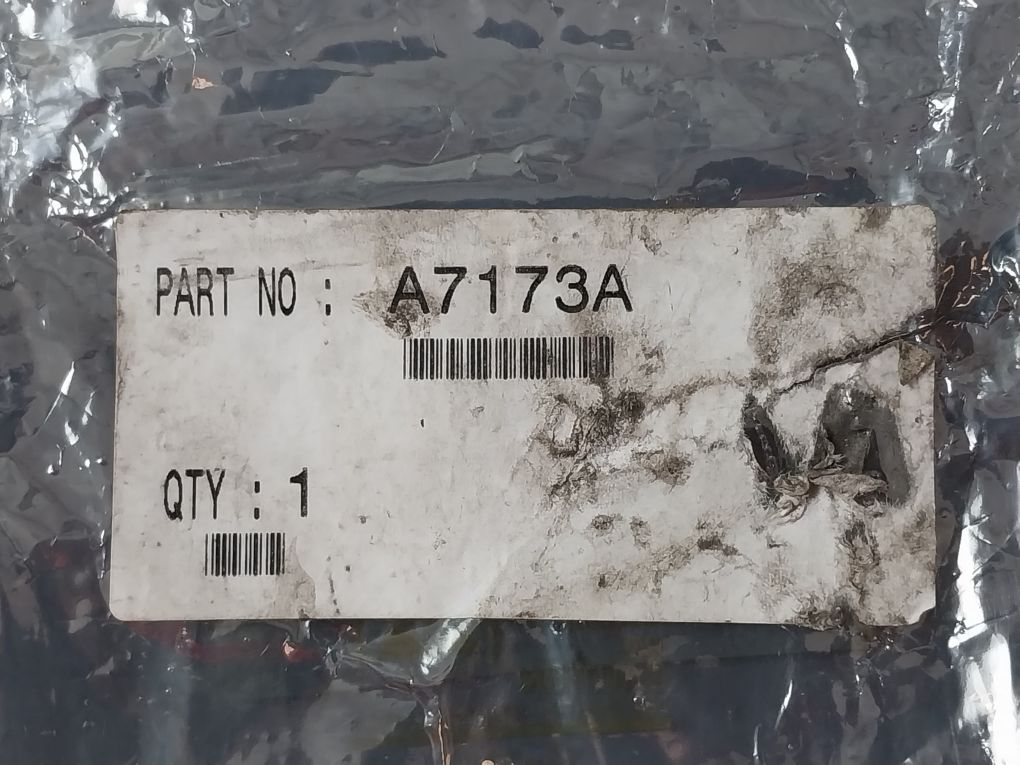 PART NO : A7173A
QTY : 1